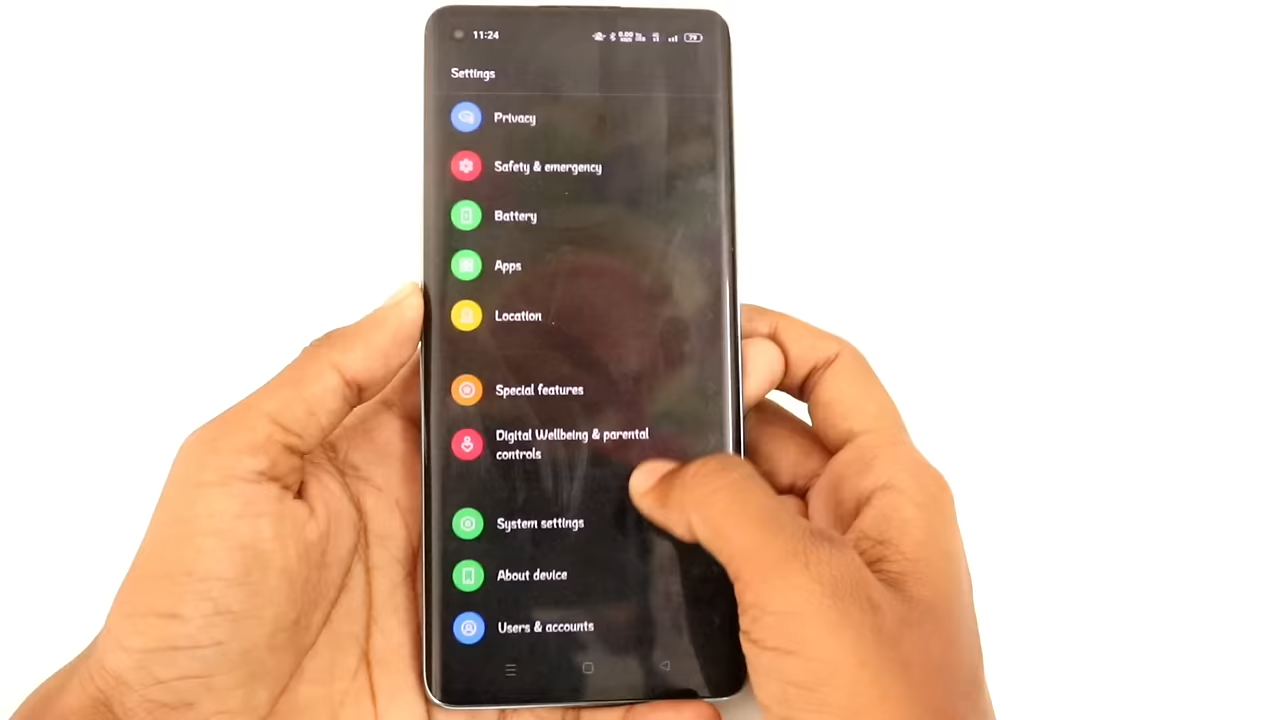 11:24
79
Settings
Privacy
Safety & emergency
Battery
Apps
Location
Special features
Digital Wellbeing & parental
controls
System settings
About device
Users & accounts